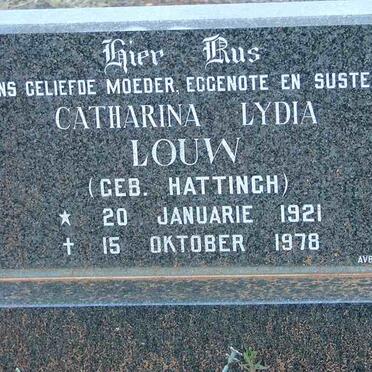 Hier Rus
NS GELIEFDE MOEDER, EGGENOTE EN SUSTE
CATHARINA LYDIA
LOUW
(GEB. HATTINGH)
* 20 JANUARIE 1921
† 15 OKTOBER 1978
AVB